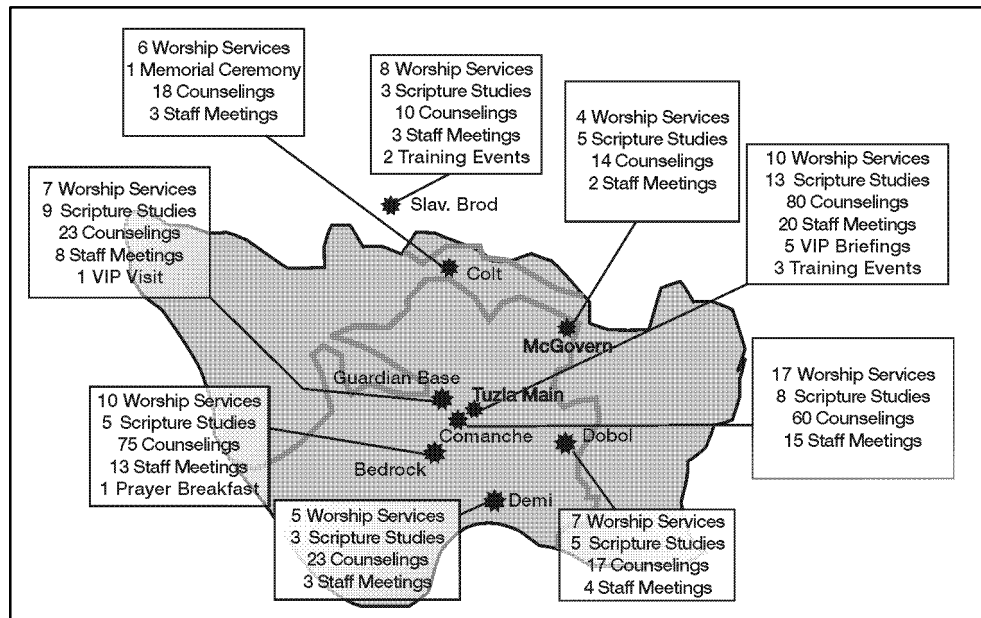 6 Worship Services
1 Memorial Ceremony
18 Counselings
3 Staff Meetings
8 Worship Services
3 Scripture Studies
10 Counselings
3 Staff Meetings
2 Training Events
4 Worship Services
5 Scripture Studies
14 Counselings
2 Staff Meetings
10 Worship Services
13 Scripture Studies
80 Counselings
20 Staff Meetings
5 VIP Briefings
3 Training Events
7 Worship Services
9 Scripture Studies
23 Counselings
8 Staff Meetings
1 VIP Visit
Slav. Brod
Colt
McGovern
Guardian Base
Tuzla Main
Comanche
Dobol
Bedrock
Demi
17 Worship Services
8 Scripture Studies
60 Counselings
15 Staff Meetings
10 Worship Services
5 Scripture Studies
75 Counselings
13 Staff Meetings
1 Prayer Breakfast
5 Worship Services
3 Scripture Studies
23 Counselings
3 Staff Meetings
7 Worship Services
5 Scripture Studies
17 Counselings
4 Staff Meetings